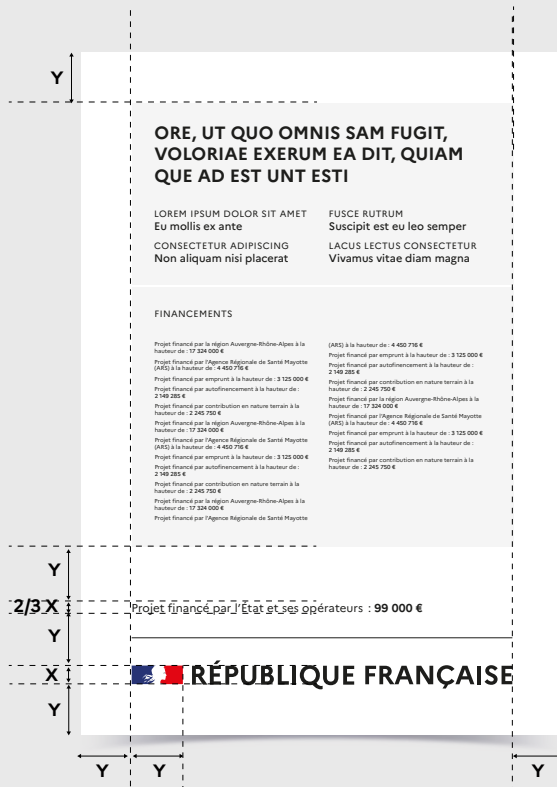 Y
ORE, UT QUO OMNIS SAM FUGIT,
VOLORIAE EXERUM EA DIT, QUIAM
QUE AD EST UNT ESTI
LOREM IPSUM DOLOR SIT AMET
Eu mollis ex ante
CONSECTETUR ADIPISCING
Non aliquam nisi placerat
FUSCE RUTRUM
Suscipit est eu leo semper
LACUS LECTUS CONSECTETUR
Vivamus vitae diam magna
FINANCEMENTS
Projet financé par la région Auvergne-Rhône-Alpes à la
hauteur de : 17 324 000 €
Projet financé par l'Agence Régionale de Santé Mayotte
(ARS) à la hauteur de : 4 450 716 €
Projet financé par emprunt à la hauteur de : 3 125 000 €
Projet financé par autofinancement à la hauteur de :
2 149 285 €
Projet financé par contribution en nature terrain à la
hauteur de : 2 245 750 €
Projet financé par la région Auvergne-Rhône-Alpes à la
hauteur de : 17 324 000 €
Projet financé par l'Agence Régionale de Santé Mayotte
(ARS) à la hauteur de : 4 450 716 €
Projet financé par emprunt à la hauteur de : 3 125 000 €
Projet financé par autofinancement à la hauteur de :
2 149 285 €
Projet financé par contribution en nature terrain à la
hauteur de : 2 245 750 €
Projet financé par la région Auvergne-Rhône-Alpes à la
hauteur de : 17 324 000 €
Projet financé par l'Agence Régionale de Santé Mayotte
(ARS) à la hauteur de : 4 450 716 €
Projet financé par emprunt à la hauteur de : 3 125 000 €
Projet financé par autofinancement à la hauteur de :
2 149 285 €
Projet financé par contribution en nature terrain à la
hauteur de : 2 245 750 €
Projet financé par la région Auvergne-Rhône-Alpes à la
hauteur de : 17 324 000 €
Projet financé par l'Agence Régionale de Santé Mayotte
(ARS) à la hauteur de : 4 450 716 €
Projet financé par emprunt à la hauteur de : 3 125 000 €
Projet financé par autofinancement à la hauteur de :
2 149 285 €
Projet financé par contribution en nature terrain à la
hauteur de : 2 245 750 €
Y
2/3 X
Projet financé par l'État et ses opérateurs : 99 000 €
Y
X
RÉPUBLIQUE FRANÇAISE
Y
Y
Y
Y